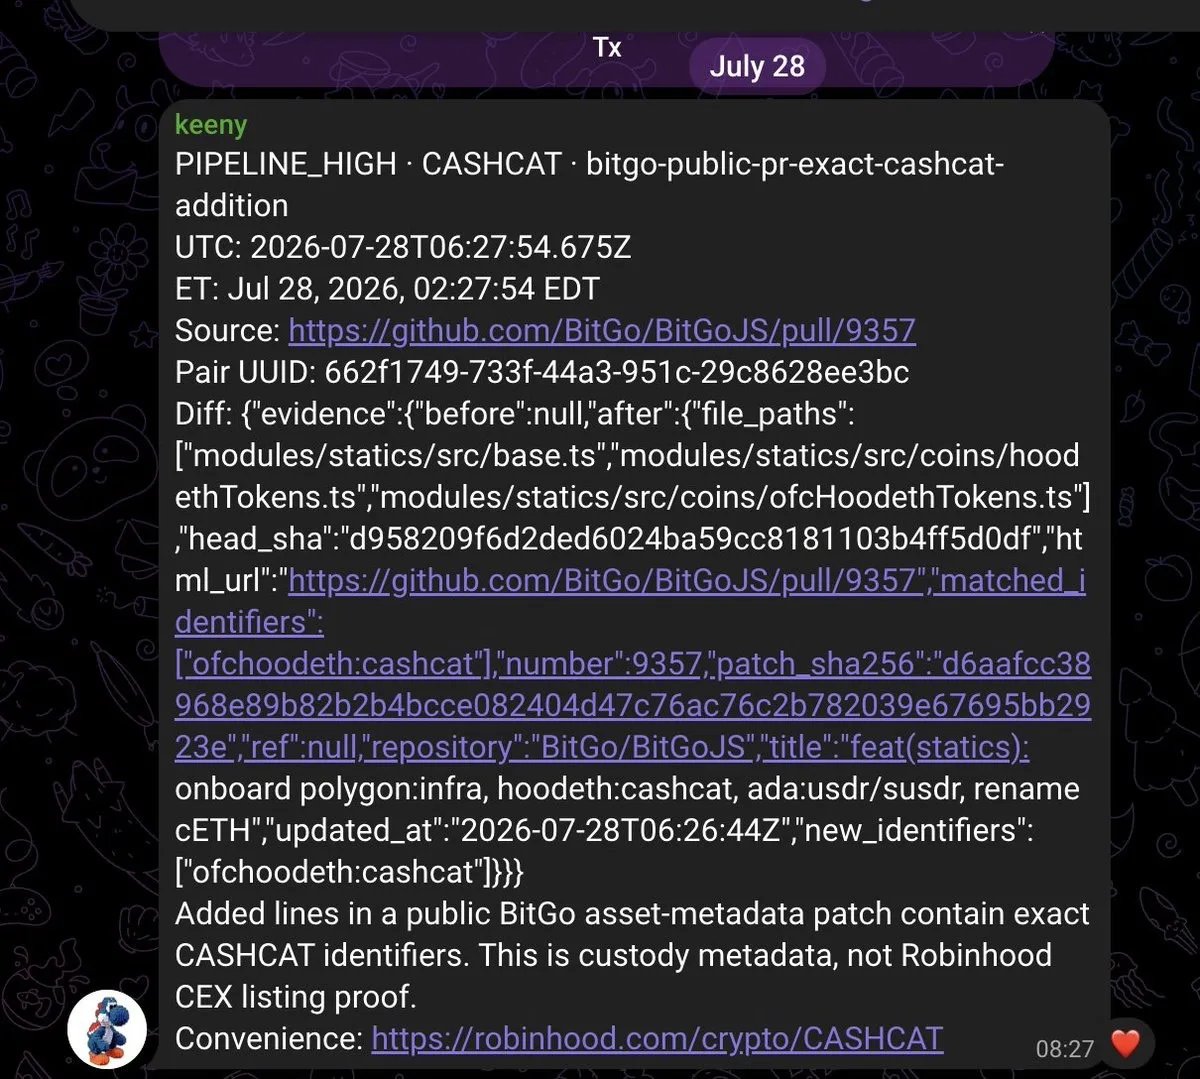 Tx
July 28
keeny
PIPELINE_HIGH · CASHCAT · bitgo-public-pr-exact-cashcat-
addition
UTC: 2026-07-28T06:27:54.675Z
ET: Jul 28, 2026, 02:27:54 EDT
Source: https://github.com/BitGo/BitGoJS/pull/9357
Pair UUID: 662f1749-733f-44a3-951c-29c8628ee3bc
Diff: {"evidence":{"before":null,"after":{"file_paths":
["modules/statics/src/base.ts","modules/statics/src/coins/hood
ethTokens.ts","modules/statics/src/coins/ofcHoodethTokens.ts"]
,"head_sha":"d958209f6d2ded6024ba59cc8181103b4ff5d0df","ht
ml_url":"https://github.com/BitGo/BitGoJS/pull/9357","matched_i
dentifiers":
["ofchoodeth:cashcat"],"number":9357,"patch_sha256":"d6aafcc38
968e89b82b2b4bcce082404d47c76ac76c2b782039e67695bb29
23e","ref":null,"repository":"BitGo/BitGoJS","title":"feat(statics):
onboard polygon:infra, hoodeth:cashcat, ada:usdr/susdr, rename
cETH","updated_at":"2026-07-28T06:26:44Z","new_identifiers":
["ofchoodeth:cashcat"]}}}
Added lines in a public BitGo asset-metadata patch contain exact
CASHCAT identifiers. This is custody metadata, not Robinhood
CEX listing proof.
Convenience: https://robinhood.com/crypto/CASHCAT
08:27